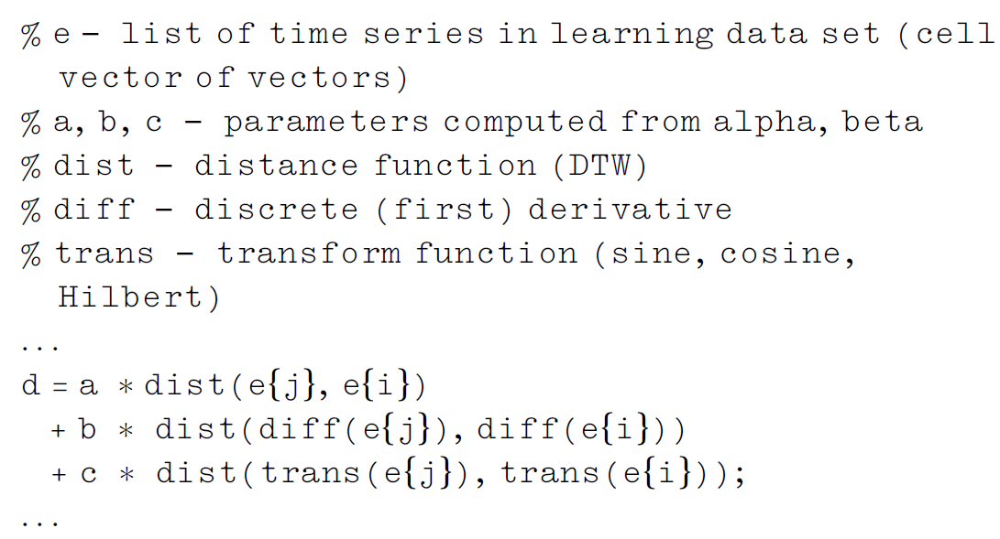 % e – list of time series in learning data set (cell
vector of vectors)
% a, b, c – parameters computed from alpha, beta
% dist – distance function (DTW)
% diff – discrete (first) derivative
% trans – transform function (sine, cosine,
Hilbert)
...
d = a * dist(e{j}, e{i})
+ b * dist(diff(e{j}), diff(e{i}))
+ c * dist(trans(e{j}), trans(e{i}));
...